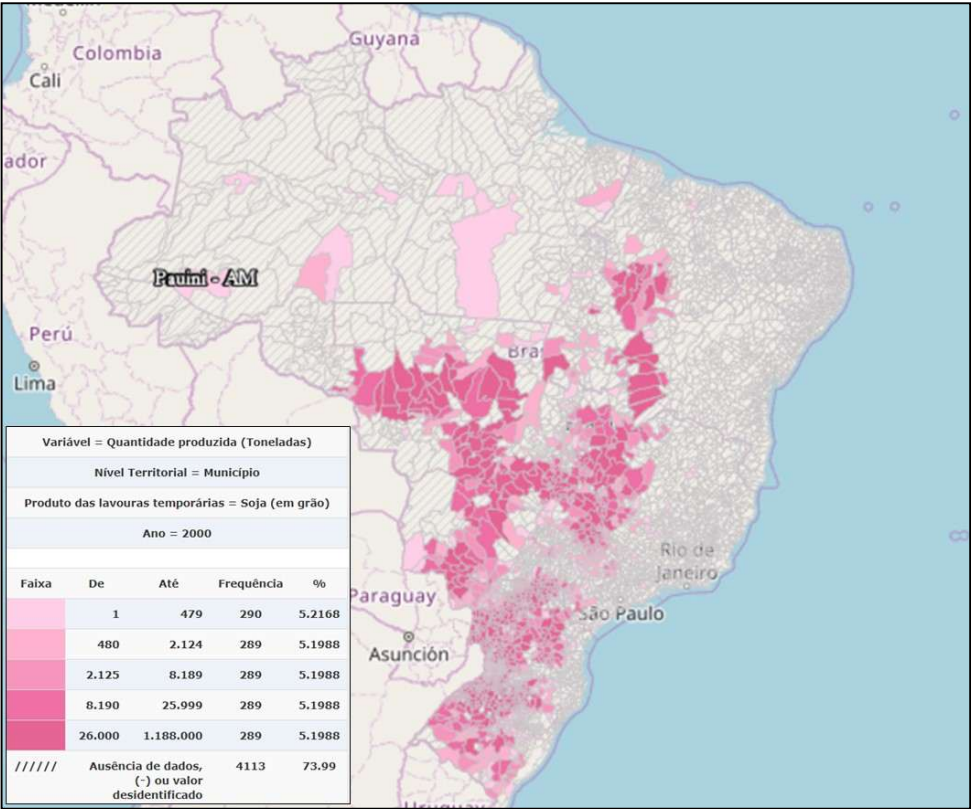 Guyana
Colombia
Cali
ador
Pauini - AM
Perú
Lima
Bra
Rio de
Janeiro
Paraguay
São Paulo
Asunción
Uruguay
Variável = Quantidade produzida (Toneladas)
Nível Territorial = Município
Produto das lavouras temporárias = Soja (em grão)
Ano = 2000
Faixa De Até Frequência %
1 479 290 5.2168
480 2.124 289 5.1988
2.125 8.189 289 5.1988
8.190 25.999 289 5.1988
26.000 1.188.000 289 5.1988
////// Ausência de dados, 4113 73.99
(-) ou valor
desidentificado